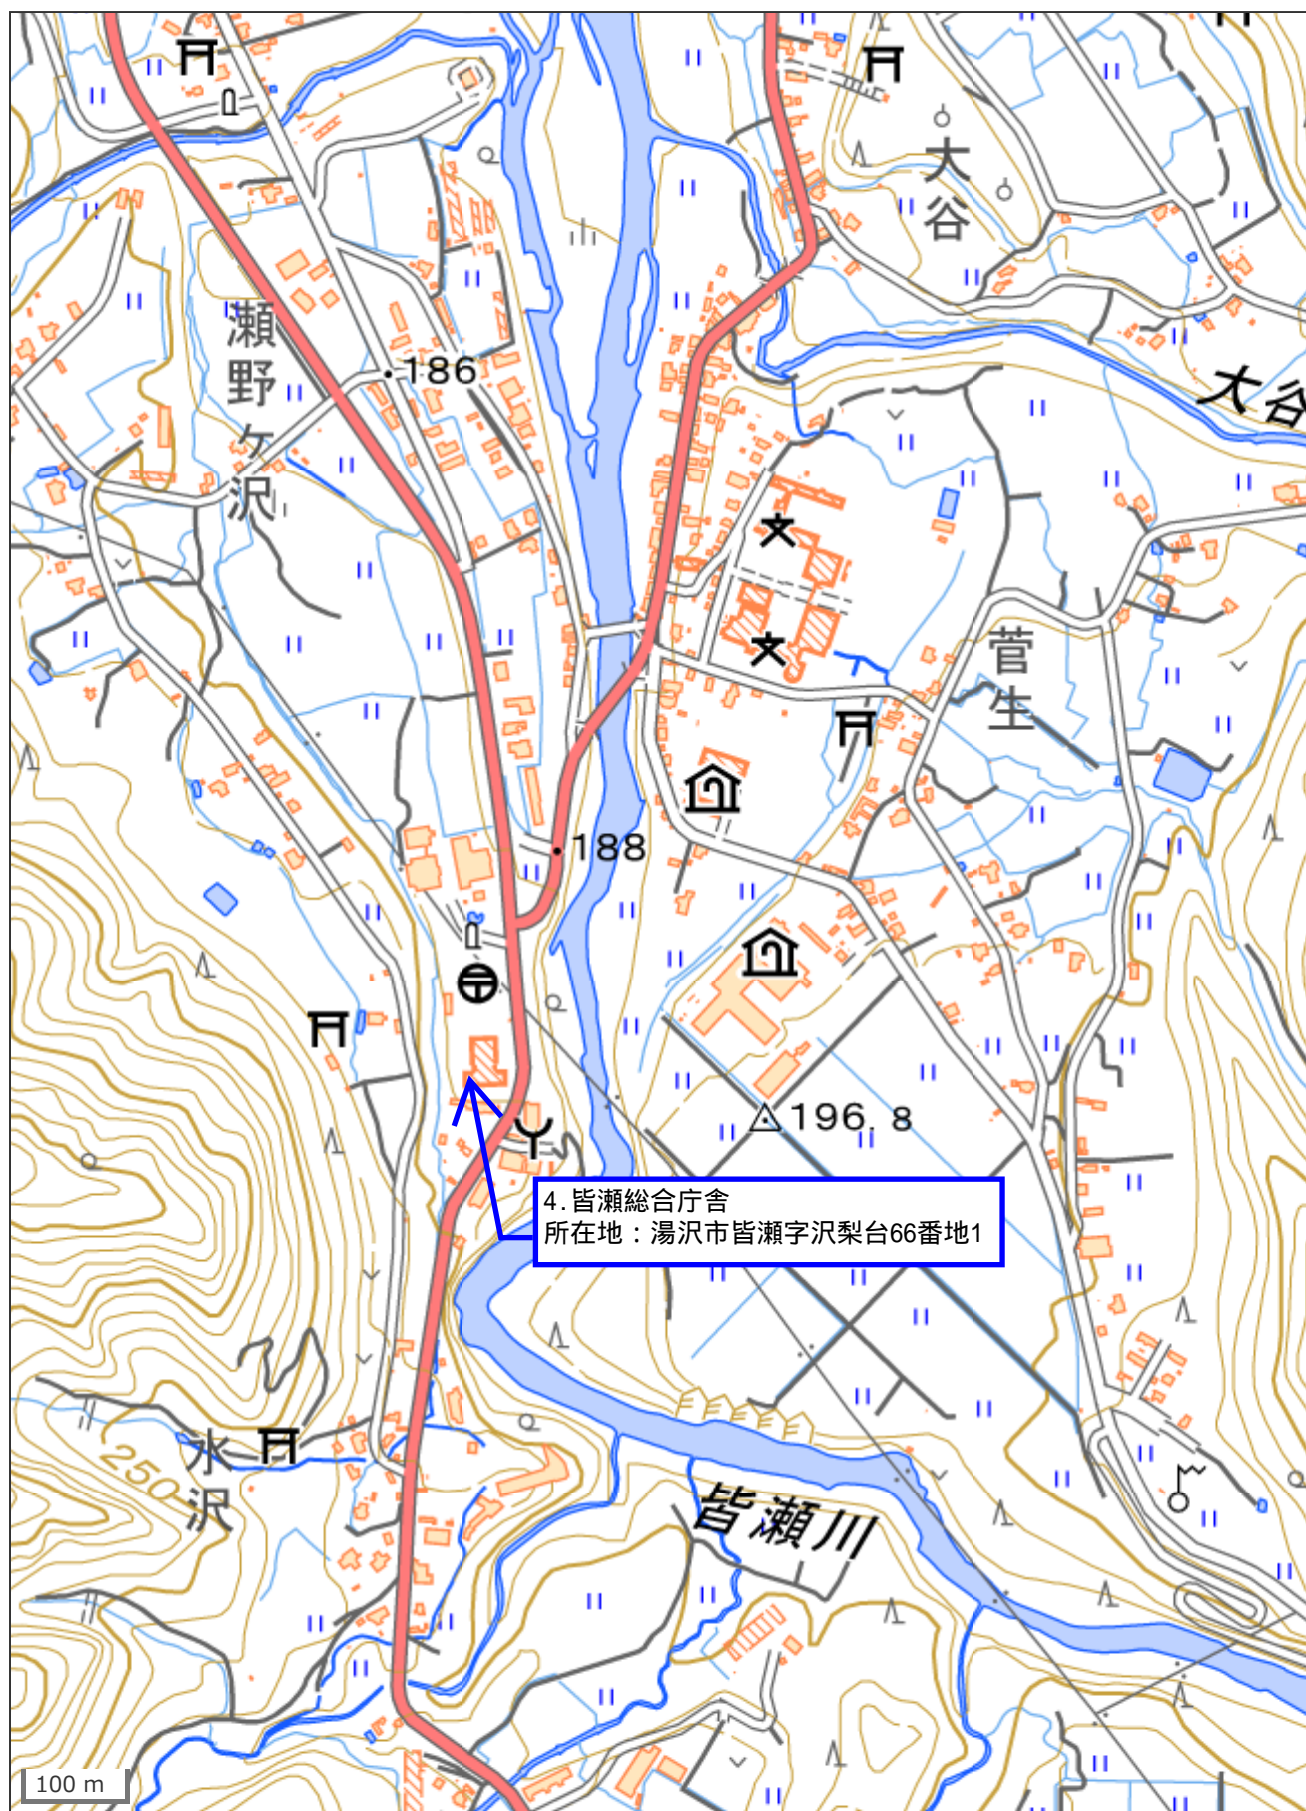 大谷
瀬野ケ沢
186
大谷
菅生
188
196.8
4.皆瀬総合庁舎
所在地：湯沢市皆瀬字沢梨台66番地1
250
水沢
皆瀬川
100 m